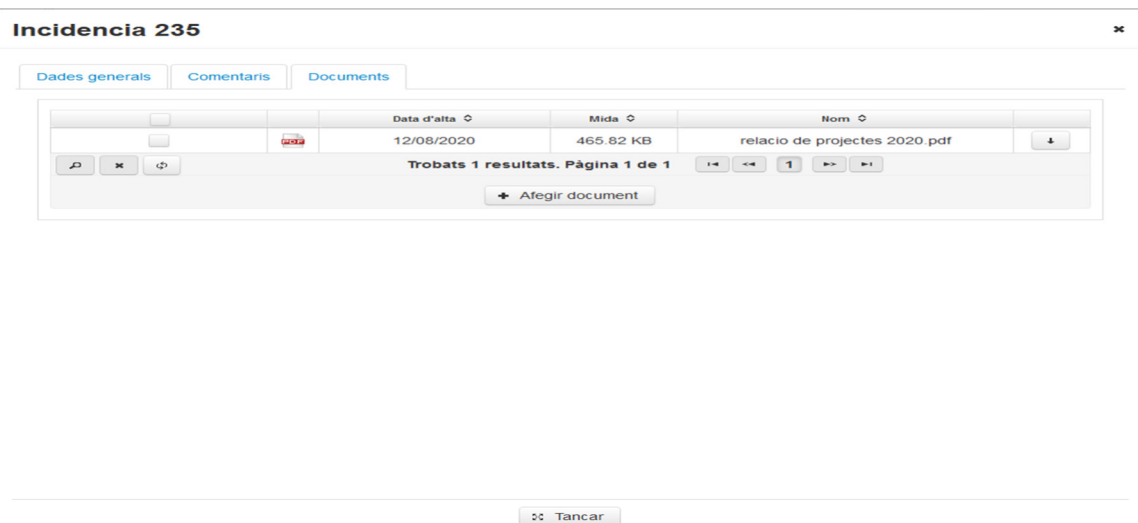 Incidencia 235
Dades generals Comentaris Documents
Data d'alta Mida Nom
PDF 12/08/2020 465.82 KB relacio de projectes 2020.pdf
Trobats 1 resultats. Pàgina 1 de 1 1
Afegir document
Tancar